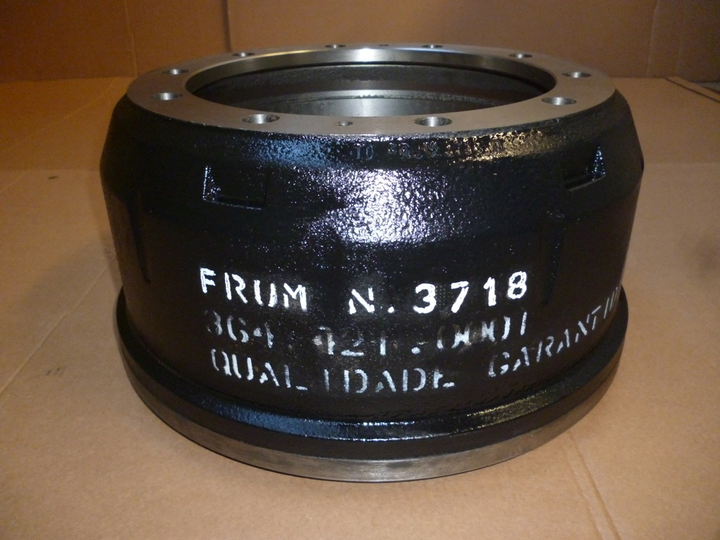 FRUM N. 3718
364.421.0001
QUALIDADE GARANTI